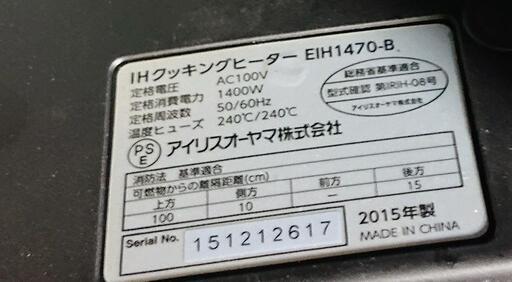 IHクッキングヒーター EIH1470-B
定格電圧 AC100V
定格消費電力 1400W
定格周波数 50/60Hz
温度ヒューズ 240℃/240℃
総務省基準適合
型式確認 第IRIH-08号
アイリスオーヤマ株式会社
PS
E
アイリスオーヤマ株式会社
消防法 基準適合
可燃物からの離隔距離(cm)
上方 側方 前方 後方
100 10 － 15
Serial No. 151212617
2015年製
MADE IN CHINA